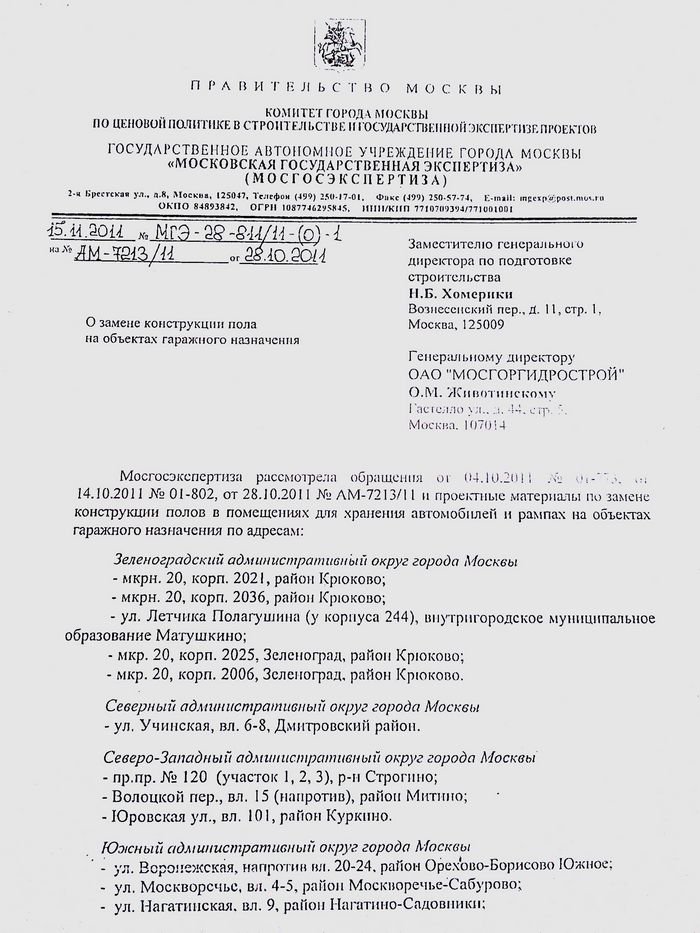 ПРАВИТЕЛЬСТВО МОСКВЫ
КОМИТЕТ ГОРОДА МОСКВЫ
ПО ЦЕНОВОЙ ПОЛИТИКЕ В СТРОИТЕЛЬСТВЕ И ГОСУДАРСТВЕННОЙ ЭКСПЕРТИЗЕ ПРОЕКТОВ
ГОСУДАРСТВЕННОЕ АВТОНОМНОЕ УЧРЕЖДЕНИЕ ГОРОДА МОСКВЫ
«МОСКОВСКАЯ ГОСУДАРСТВЕННАЯ ЭКСПЕРТИЗА»
(МОСГОСЭКСПЕРТИЗА)
2-я Брестская ул., д.8, Москва, 125047, Телефон (499) 250-17-01, Факс (499) 250-57-74, E-mail: mgexp@post.mos.ru
ОКПО 84893842, ОГРН 1087746295845, ИНН/КПП 7710709394/771001001
15.11.2011 № МГЭ-28-811/11-(0)-1
на № АМ-7213/11 от 28.10.2011
Заместителю генерального
директора по подготовке
строительства
Н.Б. Хомерики
Вознесенский пер., д. 11, стр. 1,
Москва, 125009
О замене конструкции пола
на объектах гаражного назначения
Генеральному директору
ОАО "МОСГОРГИДРОСТРОЙ"
О.М. Животинскому
Гастелло ул., д. 44, стр. 5,
Москва, 107014
Мосгосэкспертиза рассмотрела обращения от 04.10.2011 № от
14.10.2011 № 01-802, от 28.10.2011 № АМ-7213/11 и проектные материалы по замене
конструкции полов в помещениях для хранения автомобилей и рампах на объектах
гаражного назначения по адресам:
Зеленоградский административный округ города Москвы
- мкрн. 20, корп. 2021, район Крюково;
- мкрн. 20, корп. 2036, район Крюково;
- ул. Летчика Полагушина (у корпуса 244), внутригородское муниципальное
образование Матушкино;
- мкр. 20, корп. 2025, Зеленоград, район Крюково;
- мкр. 20, корп. 2006, Зеленоград, район Крюково.
Северный административный округ города Москвы
- ул. Учинская, вл. 6-8, Дмитровский район.
Северо-Западный административный округ города Москвы
- пр.пр. № 120 (участок 1, 2, 3), р-н Строгино;
- Волоцкой пер., вл. 15 (напротив), район Митино;
- Юровская ул., вл. 101, район Куркино.
Южный административный округ города Москвы
- ул. Воронежская, напротив вл. 20-24, район Орехово-Борисово Южное;
- ул. Москворечье, вл. 4-5, район Москворечье-Сабурово;
- ул. Нагатинская, вл. 9, район Нагатино-Садовники;